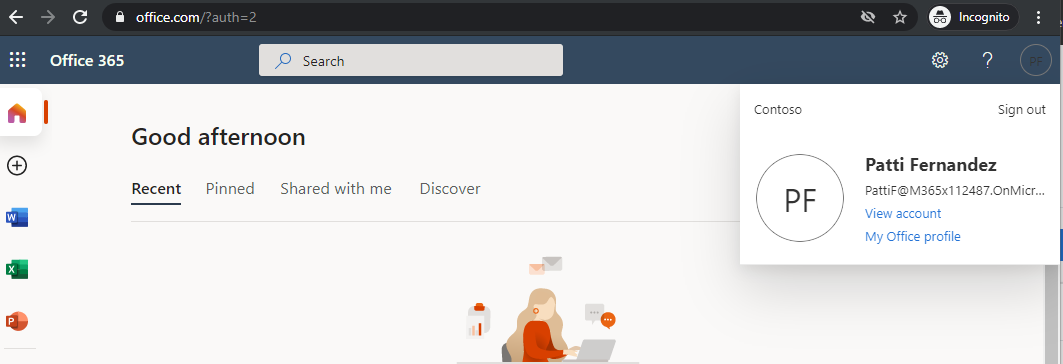 office.com/?auth=2
Incognito
Office 365
Search
?
PF
Contoso
Sign out
Good afternoon
Patti Fernandez
PF
PattiF@M365x112487.OnMicr...
View account
My Office profile
Recent Pinned Shared with me Discover
W
X
P